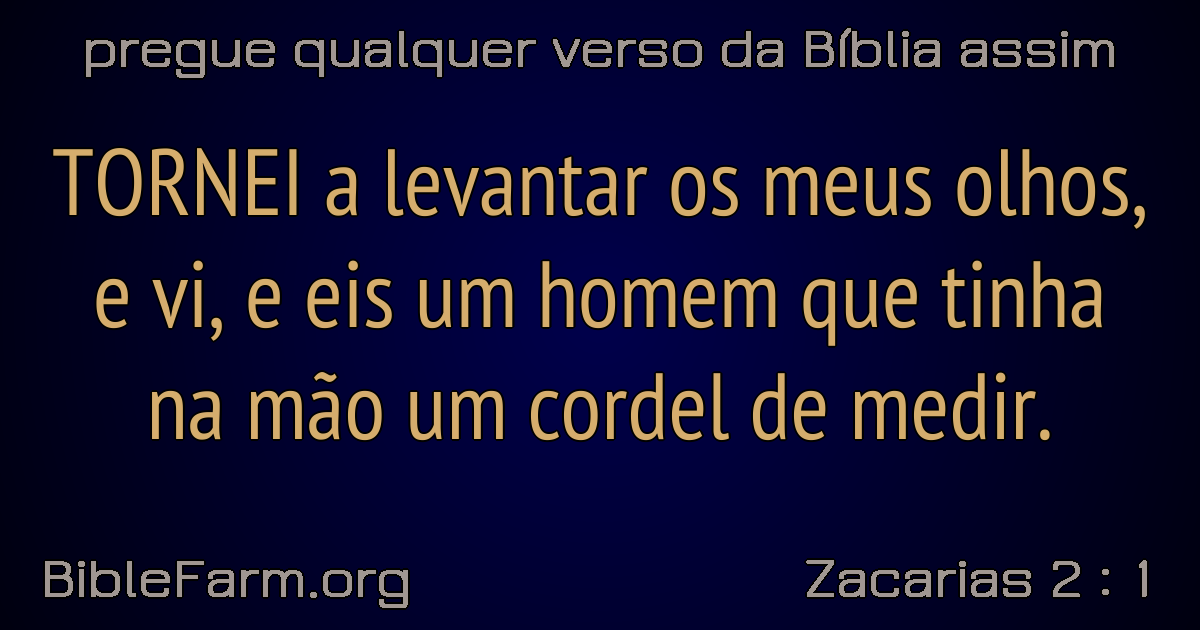 pregue qualquer verso da Bíblia assim
TORNEI a levantar os meus olhos,
e vi, e eis um homem que tinha
na mão um cordel de medir.
BibleFarm.org
Zacarias 2 : 1